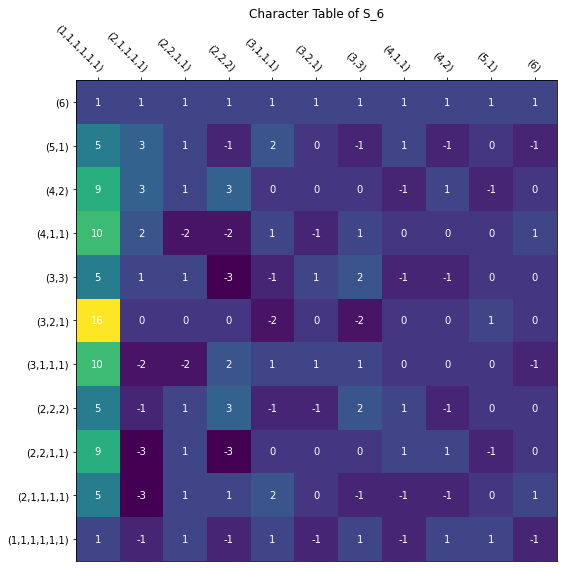 Character Table of S_6
(1,1,1,1,1,1) (2,1,1,1,1) (2,2,1,1) (2,2,2) (3,1,1,1) (3,2,1) (3,3) (4,1,1) (4,2) (5,1) (6)
(6) 1 1 1 1 1 1 1 1 1 1 1
(5,1) 5 3 1 -1 2 0 -1 1 -1 0 -1
(4,2) 9 3 1 3 0 0 0 -1 1 -1 0
(4,1,1) 10 2 -2 -2 1 -1 1 0 0 0 1
(3,3) 5 1 1 -3 -1 1 2 -1 -1 0 0
(3,2,1) 16 0 0 0 -2 0 -2 0 0 1 0
(3,1,1,1) 10 -2 -2 2 1 1 1 0 0 0 -1
(2,2,2) 5 -1 1 3 -1 -1 2 1 -1 0 0
(2,2,1,1) 9 -3 1 -3 0 0 0 1 1 -1 0
(2,1,1,1,1) 5 -3 1 1 2 0 -1 -1 -1 0 1
(1,1,1,1,1,1) 1 -1 1 -1 1 -1 1 -1 1 1 -1